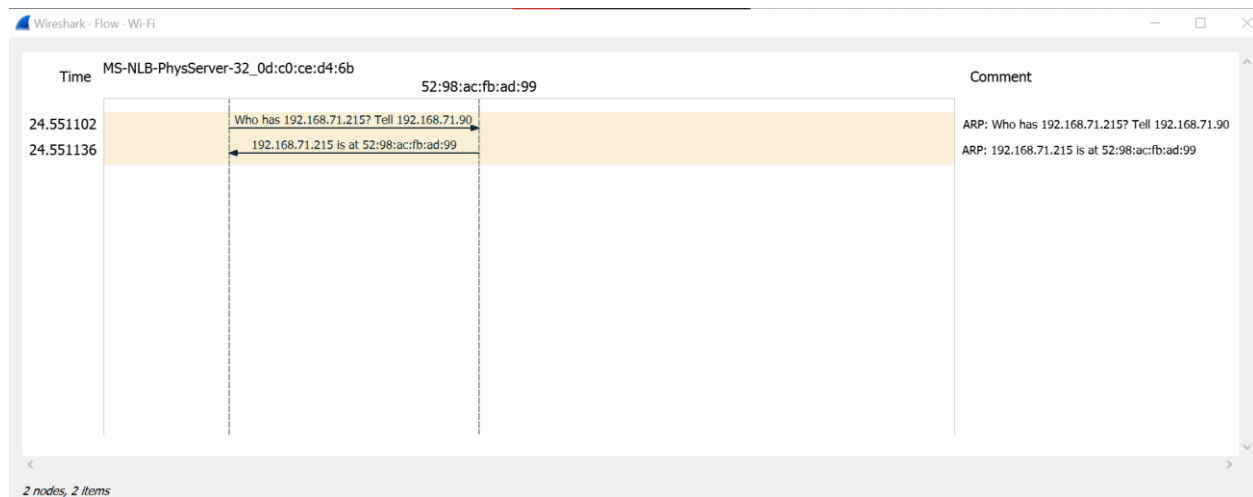 Wireshark · Flow · Wi-Fi
Time
MS-NLB-PhysServer-32_0d:c0:ce:d4:6b
52:98:ac:fb:ad:99
Comment
24.551102
Who has 192.168.71.215? Tell 192.168.71.90
ARP: Who has 192.168.71.215? Tell 192.168.71.90
24.551136
192.168.71.215 is at 52:98:ac:fb:ad:99
ARP: 192.168.71.215 is at 52:98:ac:fb:ad:99
2 nodes, 2 items